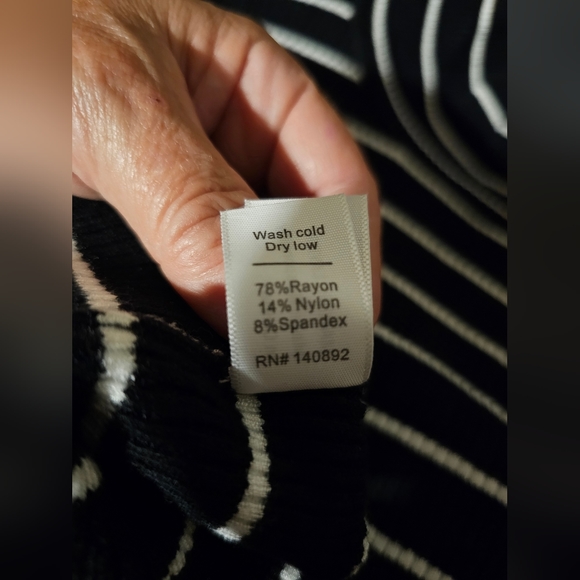 Wash cold
Dry low
78%Rayon
14% Nylon
8%Spandex
RN# 140892